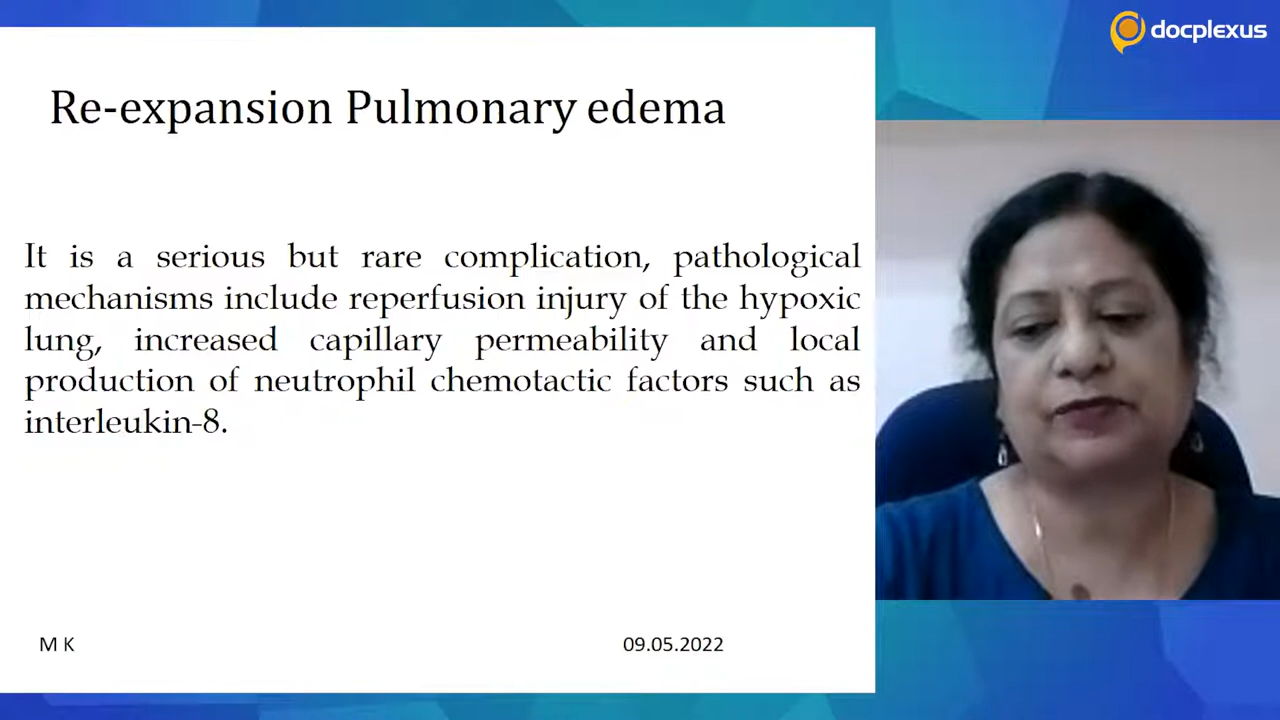 docplexus
Re-expansion Pulmonary edema
It is a serious but rare complication, pathological
mechanisms include reperfusion injury of the hypoxic
lung, increased capillary permeability and local
production of neutrophil chemotactic factors such as
interleukin-8.
M K
09.05.2022